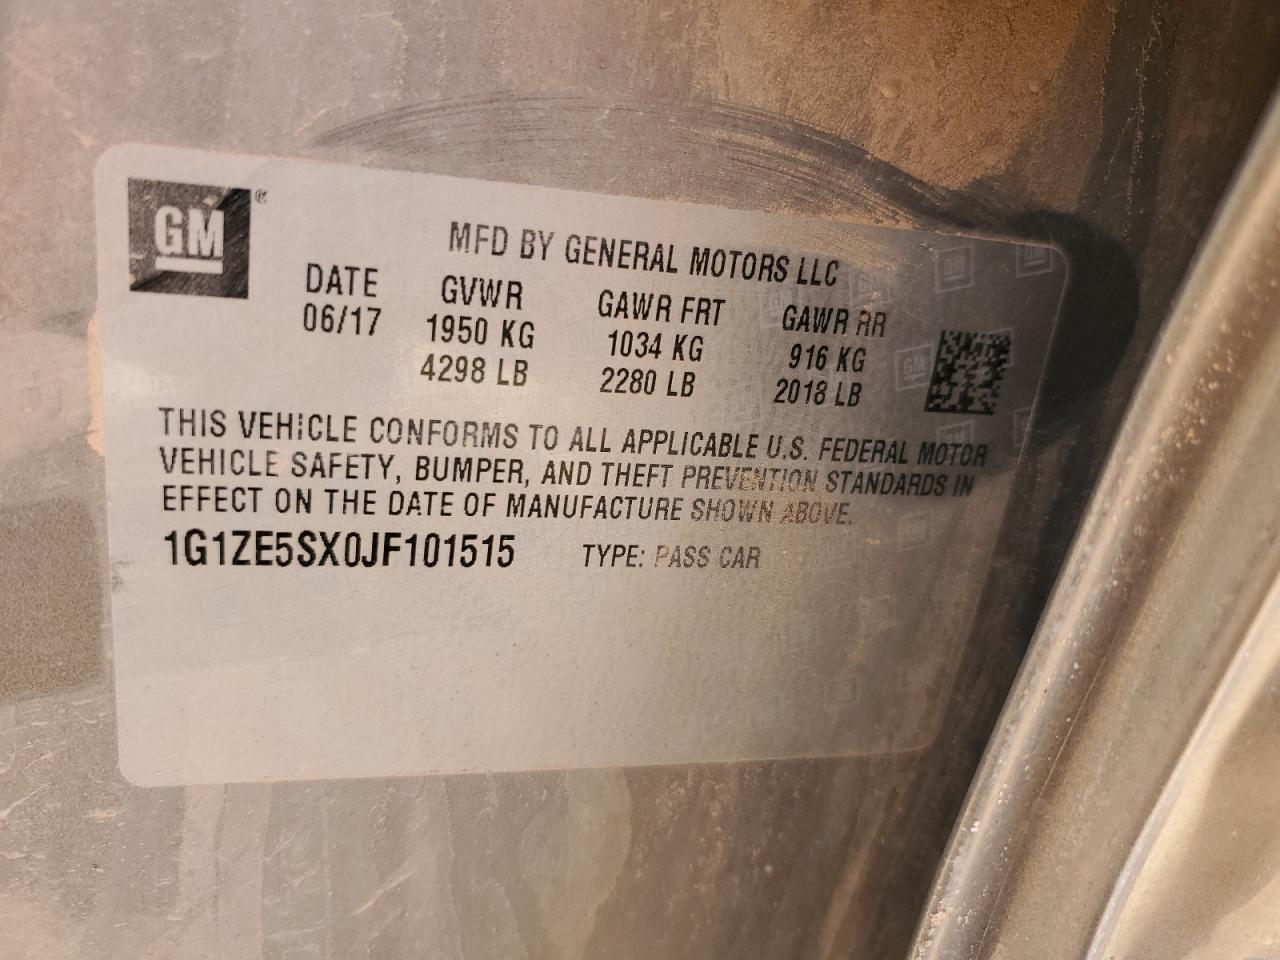 GM ®
MFD BY GENERAL MOTORS LLC
DATE GVWR GAWR FRT GAWR RR
06/17 1950 KG 1034 KG 916 KG
4298 LB 2280 LB 2018 LB
THIS VEHICLE CONFORMS TO ALL APPLICABLE U.S. FEDERAL MOTOR
VEHICLE SAFETY, BUMPER, AND THEFT PREVENTION STANDARDS IN
EFFECT ON THE DATE OF MANUFACTURE SHOWN ABOVE.
1G1ZE5SX0JF101515 TYPE: PASS CAR